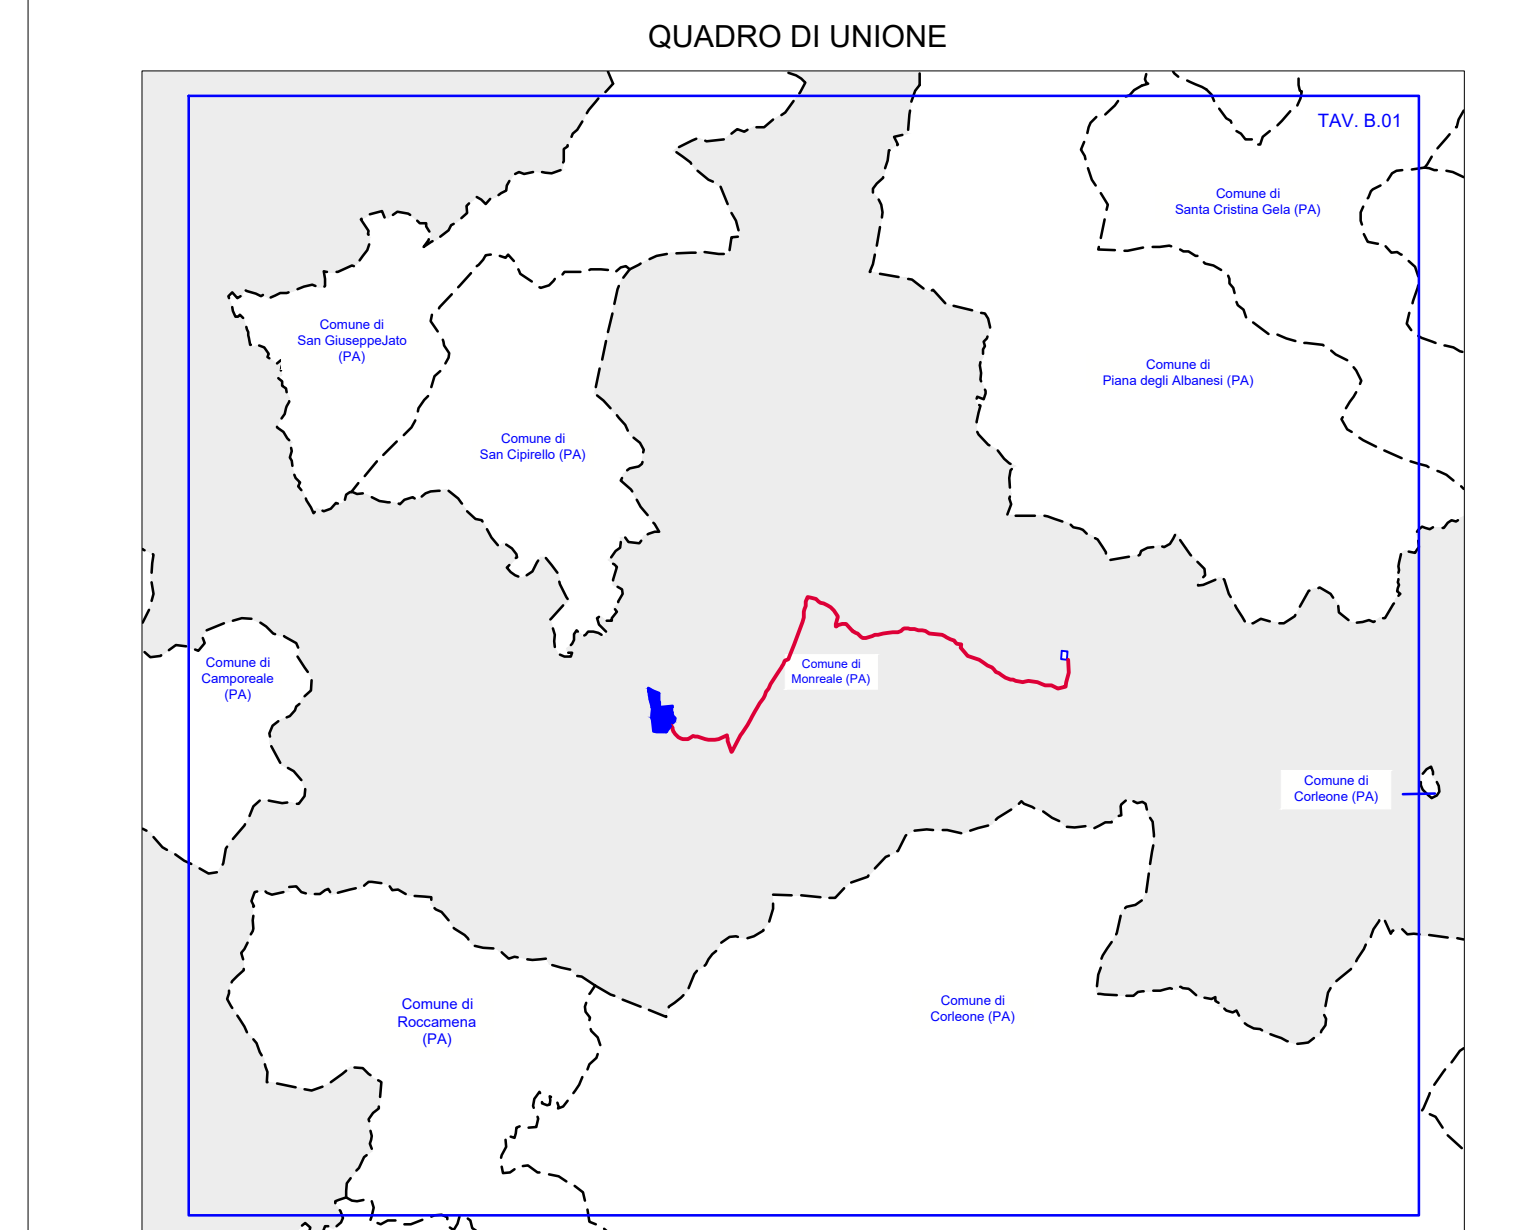 QUADRO DI UNIONE
TAV. B.01
Comune di
Santa Cristina Gela (PA)
Comune di
San GiuseppeJato
(PA)
Comune di
Piana degli Albanesi (PA)
Comune di
San Cipirello (PA)
Comune di
Camporeale
(PA)
Comune di
Monreale (PA)
Comune di
Corleone (PA)
Comune di
Roccamena
(PA)
Comune di
Corleone (PA)